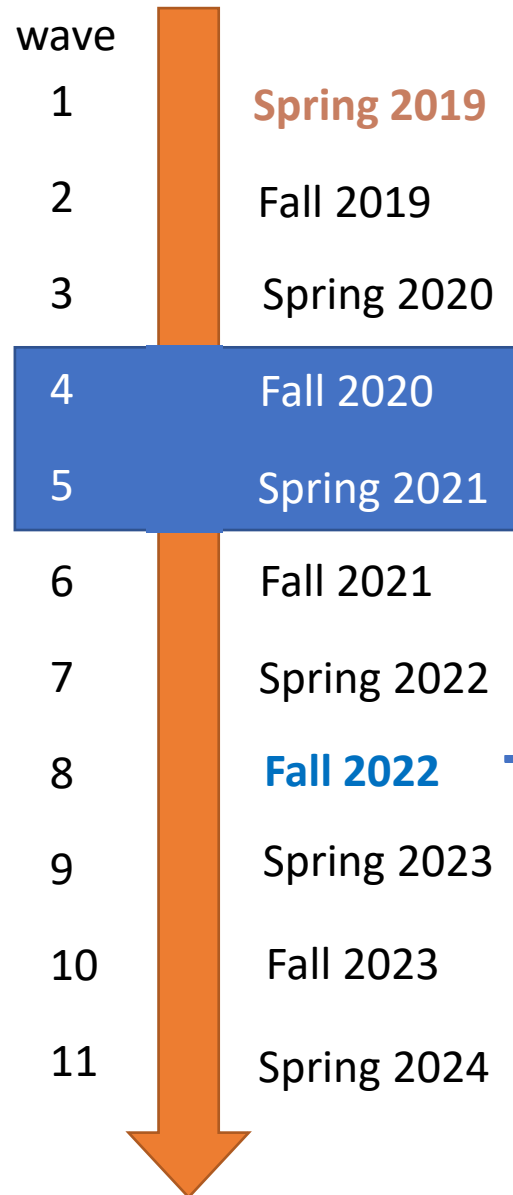 wave
1 Spring 2019
2 Fall 2019
3 Spring 2020
4 Fall 2020
5 Spring 2021
6 Fall 2021
7 Spring 2022
8 Fall 2022
9 Spring 2023
10 Fall 2023
11 Spring 2024